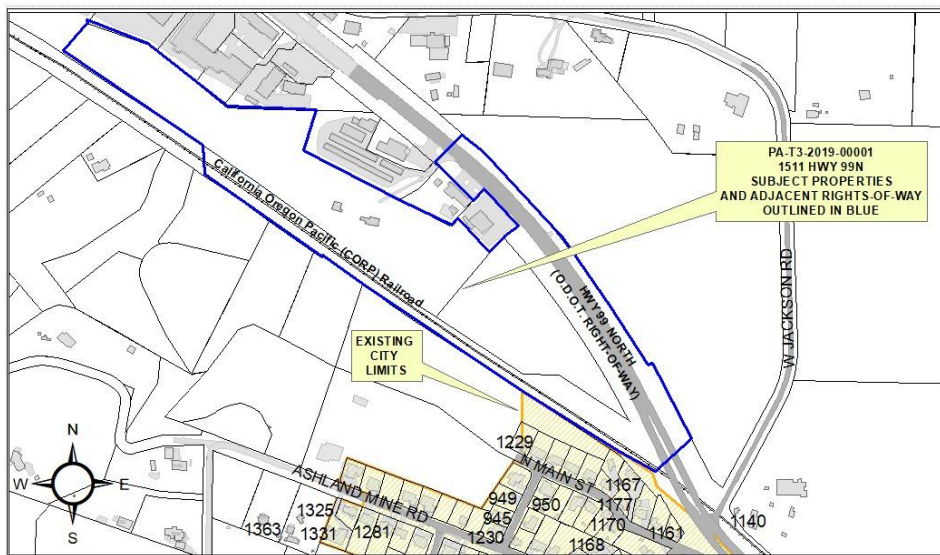 PA-T3-2019-00001
1511 HWY 99N
SUBJECT PROPERTIES
AND ADJACENT RIGHTS-OF-WAY
OUTLINED IN BLUE
California Oregon Pacific (CORP) Railroad
W JACKSON RD
HWY 99 NORTH
(O.D.O.T. RIGHT-OF-WAY)
EXISTING
CITY
LIMITS
N
W
E
S
1229
N MAIN ST
1167
ASHLAND MINE RD
949
950
1177
1325
945
1170
1140
1363
1331
1281
1230
1168
1161